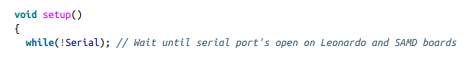 void setup()
{
while(!Serial); // Wait until serial port's open on Leonardo and SAMD boards